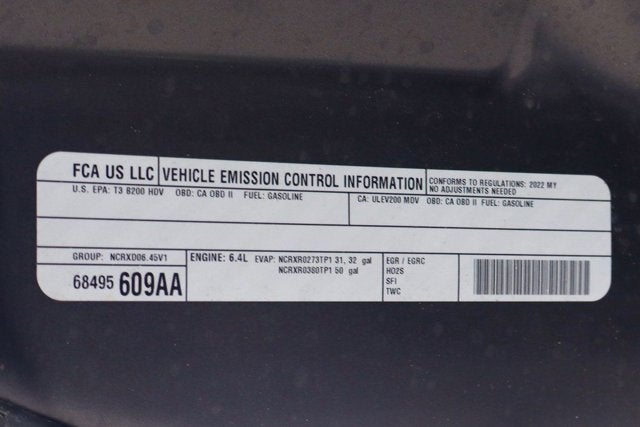 FCA US LLC VEHICLE EMISSION CONTROL INFORMATION CONFORMS TO REGULATIONS: 2022 MY
NO ADJUSTMENTS NEEDED
U.S. EPA: T3 B200 HDV OBD: CA OBD II FUEL: GASOLINE CA: ULEV200 MDV OBD: CA OBD II FUEL: GASOLINE
GROUP: NCRXD06.45V1 ENGINE: 6.4L EVAP: NCRXR0273TP1 31, 32 gal EGR / EGRC
NCRXR0380TP1 50 gal HO2S
68495 609AA SFI
TWC